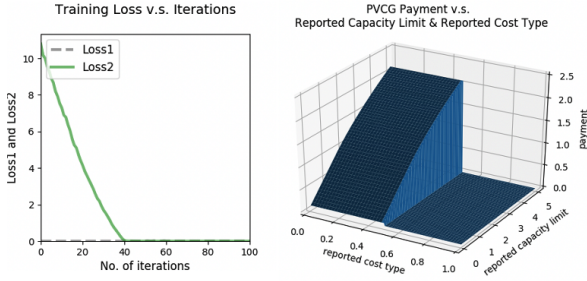 Training Loss v.s. Iterations
Loss1 and Loss2
10
8
6
4
2
0
Loss1
Loss2
0 20 40 60 80 100
No. of iterations
PVCG Payment v.s.
Reported Capacity Limit & Reported Cost Type
2.5
2.0
1.5
1.0
0.5
0.0
payment
0.0 0.2 0.4 0.6 0.8 1.0
reported cost type
0 1 2 3 4 5
reported capacity limit